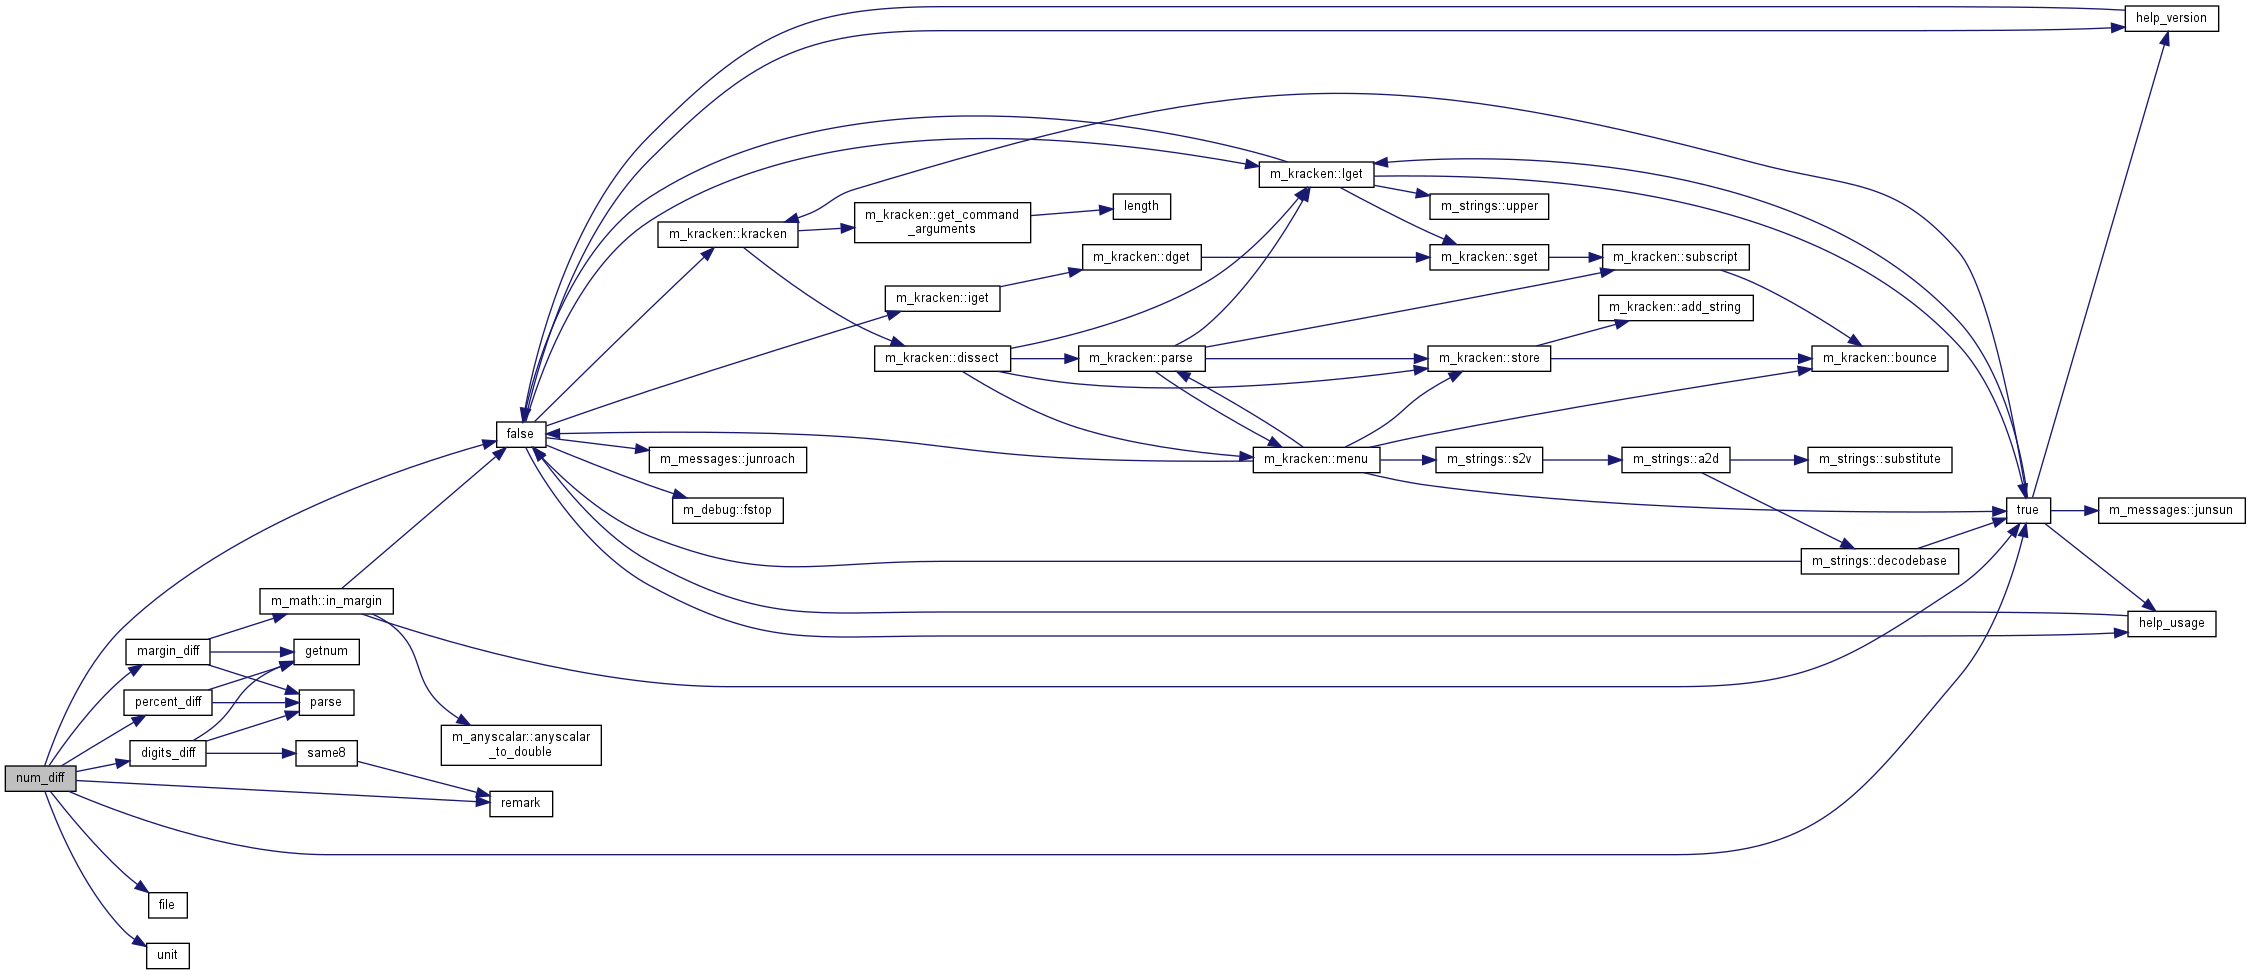 help_version
m_kracken::lget
m_strings::upper
length
m_kracken::get_command
_arguments
m_kracken::kracken
m_kracken::dget
m_kracken::sget
m_kracken::subscript
m_kracken::iget
m_kracken::add_string
m_kracken::dissect
m_kracken::parse
m_kracken::store
m_kracken::bounce
false
m_messages::junroach
m_kracken::menu
m_strings::s2v
m_strings::a2d
m_strings::substitute
m_debug::fstop
true
m_messages::junsun
m_strings::decodebase
m_math::in_margin
help_usage
margin_diff
getnum
percent_diff
parse
m_anyscalar::anyscalar
_to_double
digits_diff
same8
num_diff
remark
file
unit